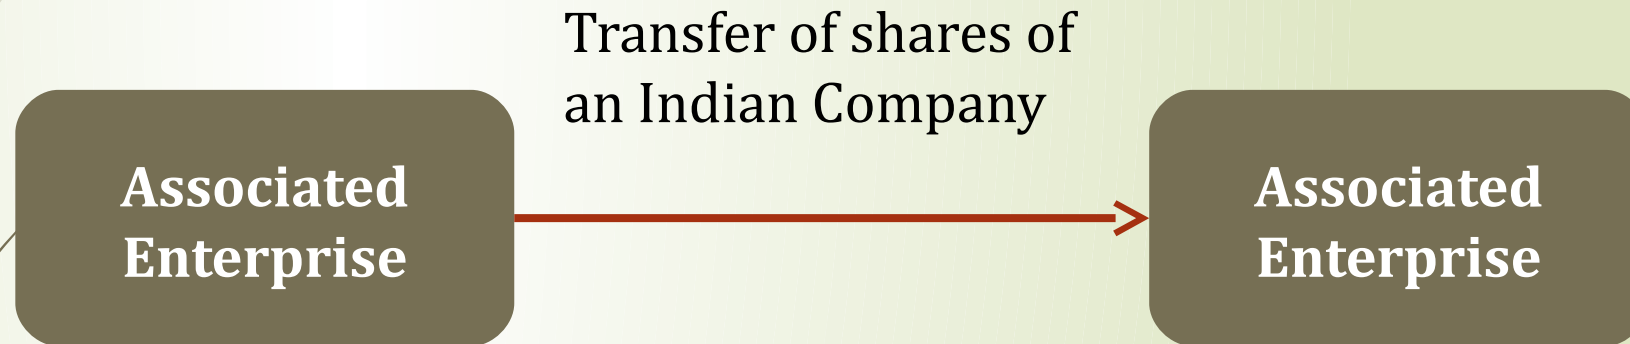 Transfer of shares of
an Indian Company
Associated
Enterprise
Associated
Enterprise